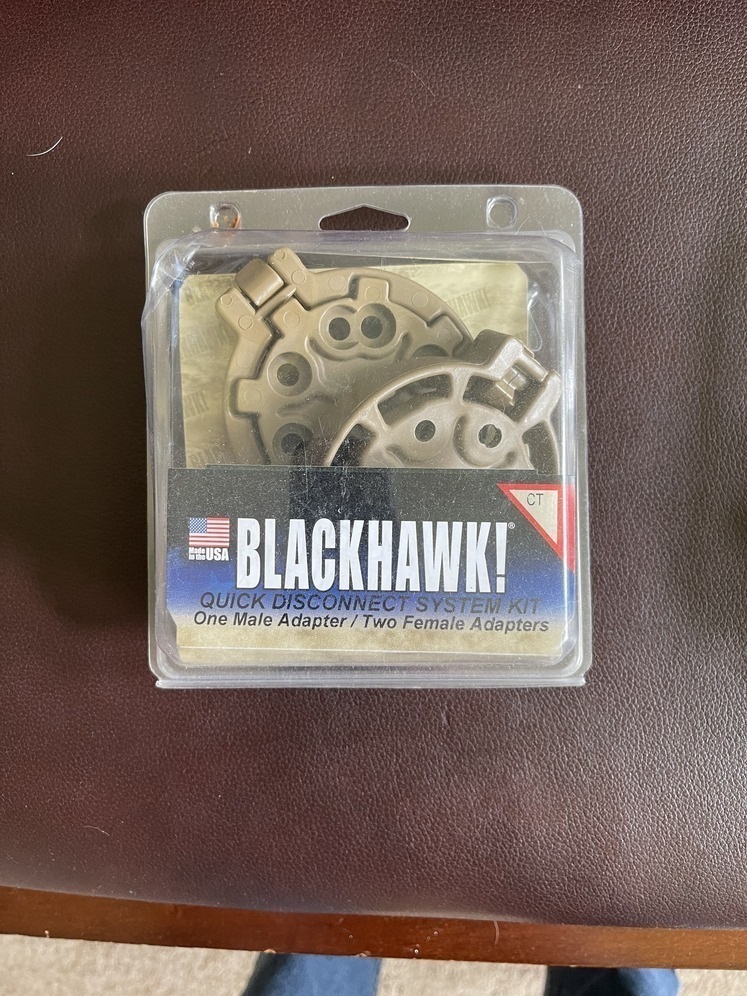 CT
Made
in the USA
BLACKHAWK!®
QUICK DISCONNECT SYSTEM KIT
One Male Adapter / Two Female Adapters